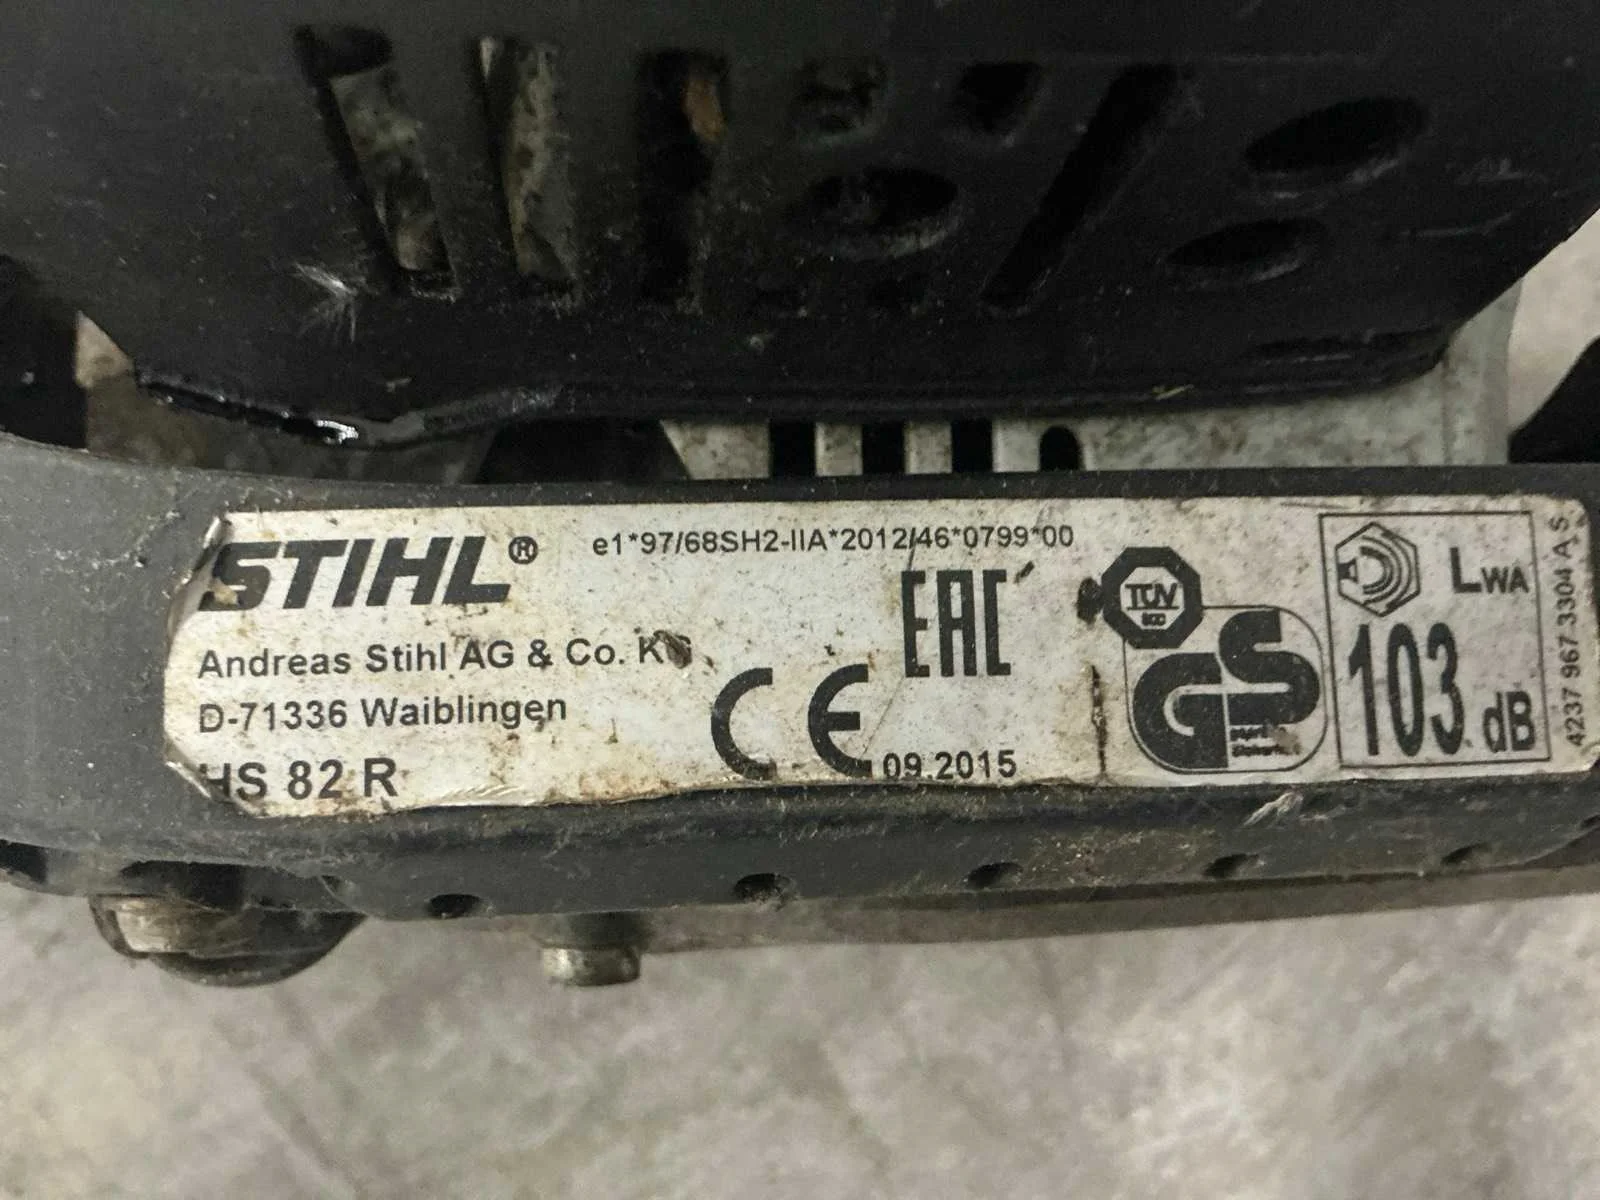 STIHL®
e1*97/68SH2-IIA*2012/46*0799*00
Andreas Stihl AG & Co. KG
D-71336 Waiblingen
HS 82 R
CE
09.2015
EAC
TÜV
GS
LWA
103 dB
4237 967 3304 A S